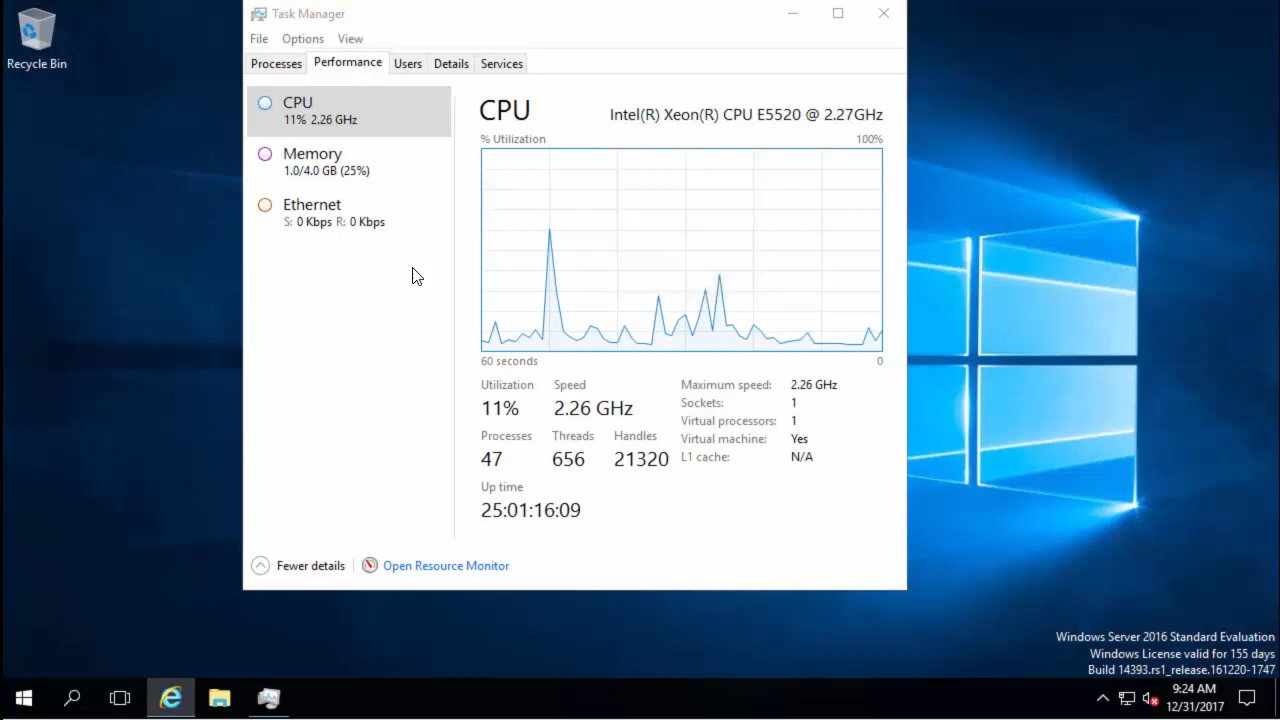 Task Manager
File Options View
Recycle Bin
Processes Performance Users Details Services
CPU
11% 2.26 GHz
Memory
1.0/4.0 GB (25%)
Ethernet
S: 0 Kbps R: 0 Kbps
CPU
Intel(R) Xeon(R) CPU E5520 @ 2.27GHz
% Utilization 100%
60 seconds 0
Utilization Speed
11% 2.26 GHz
Processes Threads Handles
47 656 21320
Up time
25:01:16:09
Maximum speed: 2.26 GHz
Sockets: 1
Virtual processors: 1
Virtual machine: Yes
L1 cache: N/A
Fewer details Open Resource Monitor
Windows Server 2016 Standard Evaluation
Windows License valid for 155 days
Build 14393.rs1_release.161220-1747
9:24 AM
12/31/2017